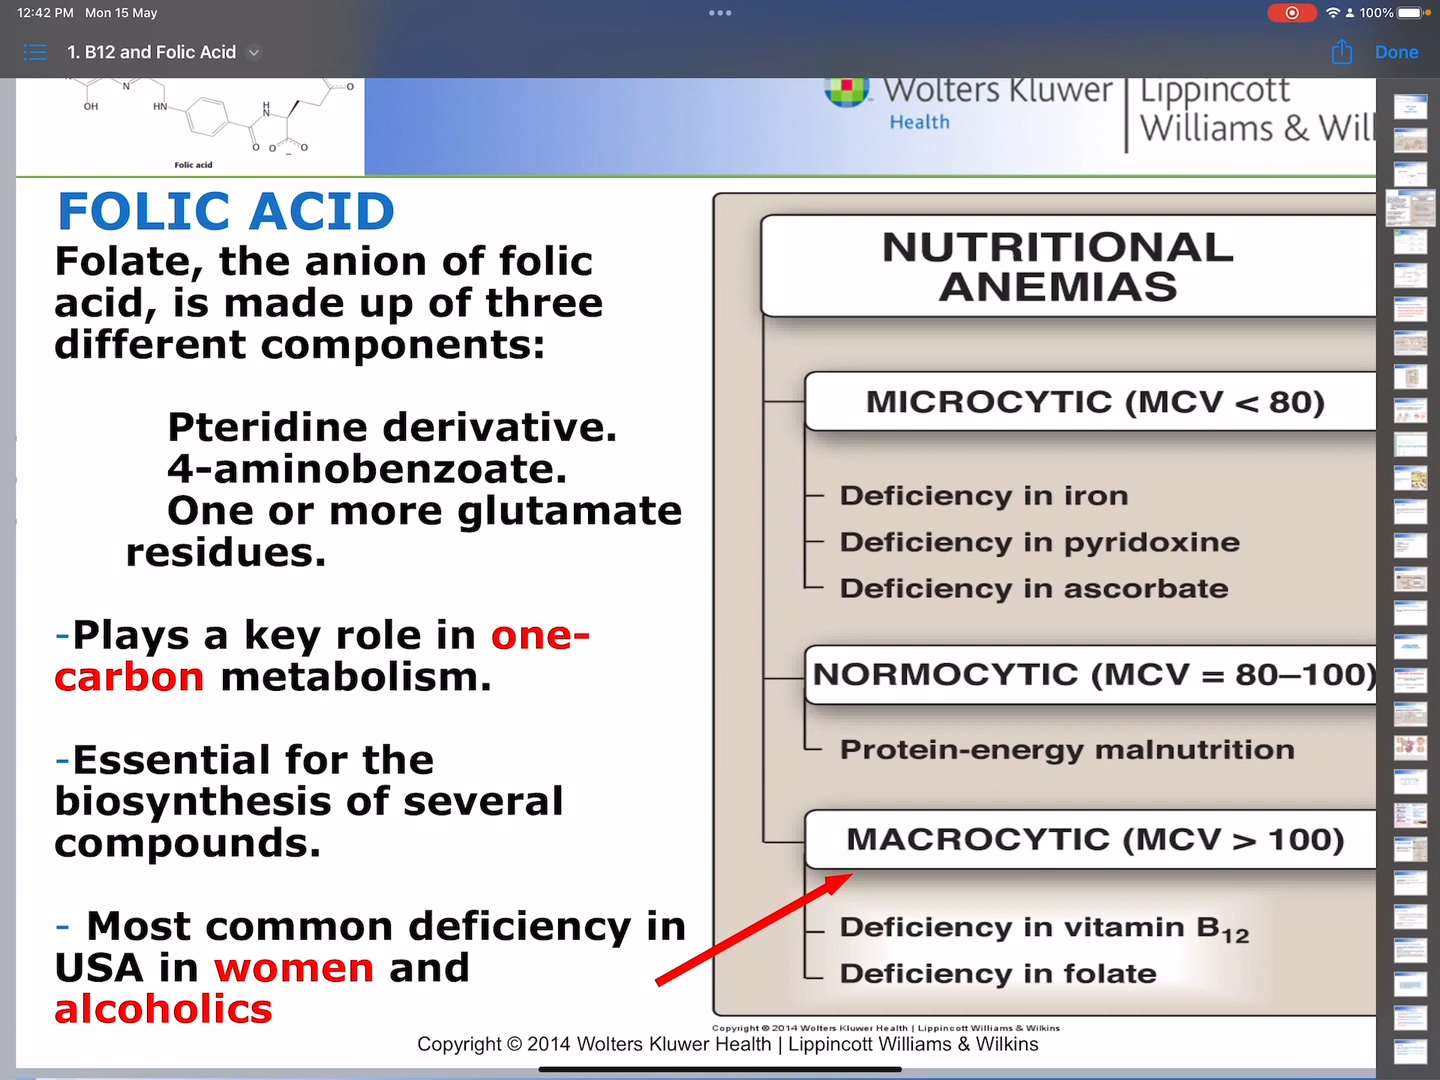 12:42 PM Mon 15 May
100%
1. B12 and Folic Acid
Done
OH
N
HN
H
N
O
O
O
O
Folic acid
Wolters Kluwer
Health
Lippincott
Williams & Wil
FOLIC ACID
Folate, the anion of folic
acid, is made up of three
different components:
Pteridine derivative.
4-aminobenzoate.
One or more glutamate
residues.
-Plays a key role in one-
carbon metabolism.
-Essential for the
biosynthesis of several
compounds.
- Most common deficiency in
USA in women and
alcoholics
NUTRITIONAL
ANEMIAS
MICROCYTIC (MCV < 80)
Deficiency in iron
Deficiency in pyridoxine
Deficiency in ascorbate
NORMOCYTIC (MCV = 80–100)
Protein-energy malnutrition
MACROCYTIC (MCV > 100)
Deficiency in vitamin B12
Deficiency in folate
Copyright © 2014 Wolters Kluwer Health | Lippincott Williams & Wilkins
Copyright © 2014 Wolters Kluwer Health | Lippincott Williams & Wilkins